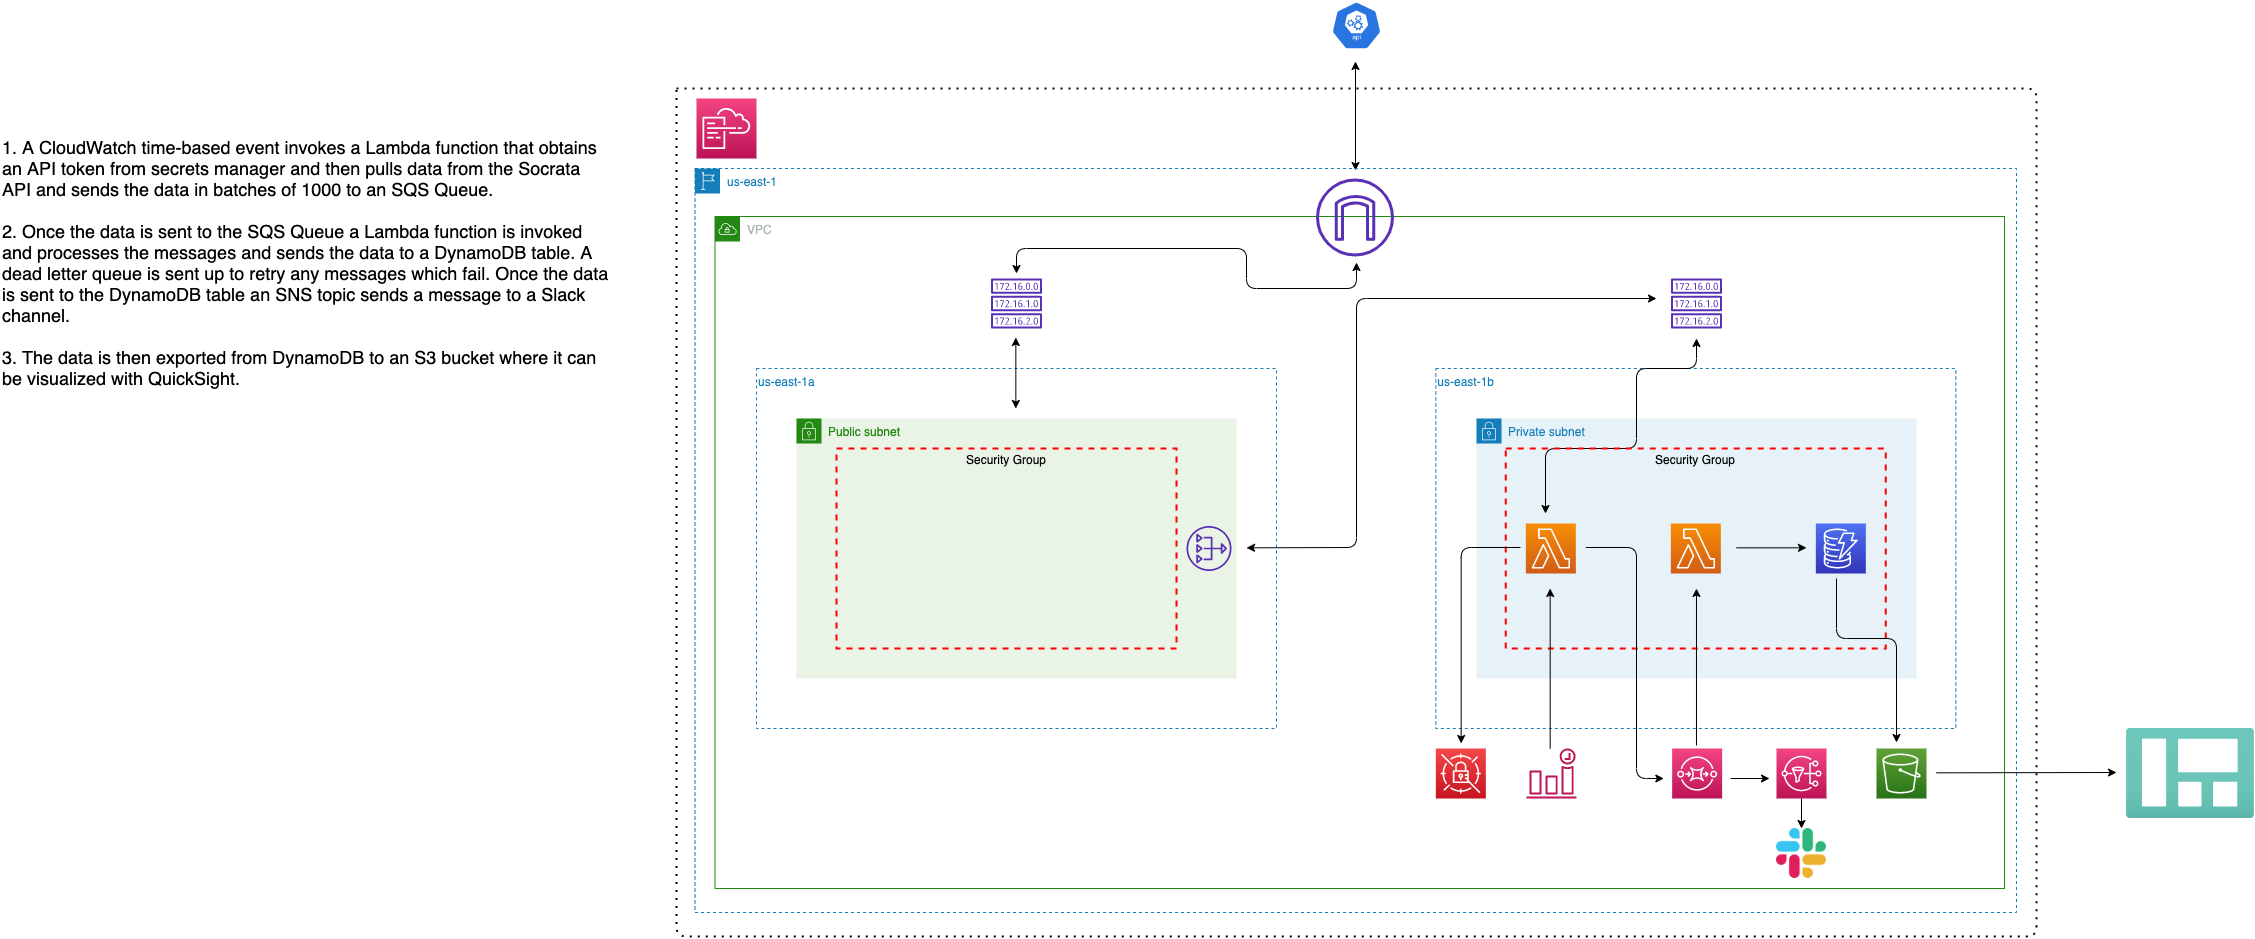 api
1. A CloudWatch time-based event invokes a Lambda function that obtains
an API token from secrets manager and then pulls data from the Socrata
API and sends the data in batches of 1000 to an SQS Queue.
2. Once the data is sent to the SQS Queue a Lambda function is invoked
and processes the messages and sends the data to a DynamoDB table. A
dead letter queue is sent up to retry any messages which fail. Once the data
is sent to the DynamoDB table an SNS topic sends a message to a Slack
channel.
3. The data is then exported from DynamoDB to an S3 bucket where it can
be visualized with QuickSight.
us-east-1
VPC
172.16.0.0
172.16.1.0
172.16.2.0
172.16.0.0
172.16.1.0
172.16.2.0
us-east-1a
Public subnet
Security Group
us-east-1b
Private subnet
Security Group